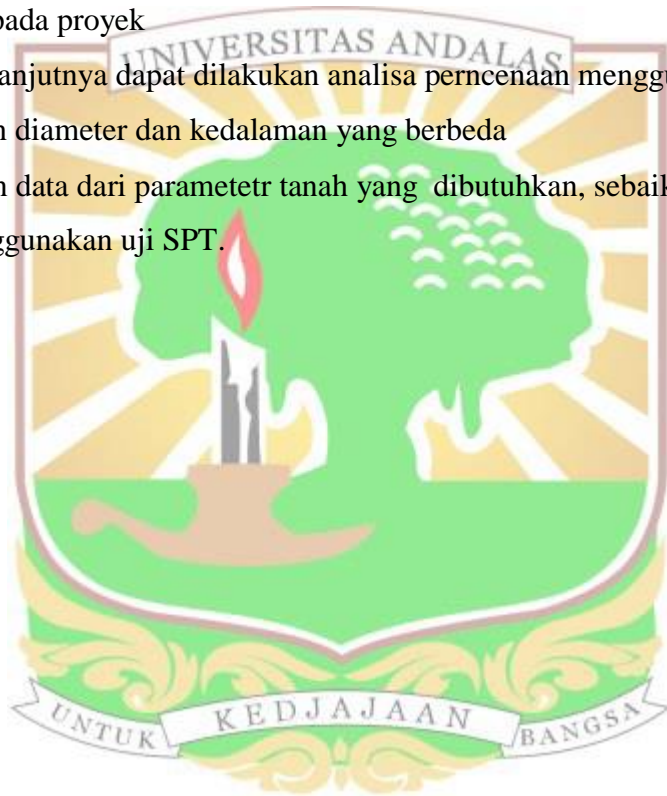 pada proyek
UNIVERSITAS ANDALAS
anjutnya dapat dilakukan analisa perncenaan menggu
n diameter dan kedalaman yang berbeda
n data dari parametetr tanah yang dibutuhkan, sebaik
ggunakan uji SPT.
UNTUK KEDJAJAAN BANGSA